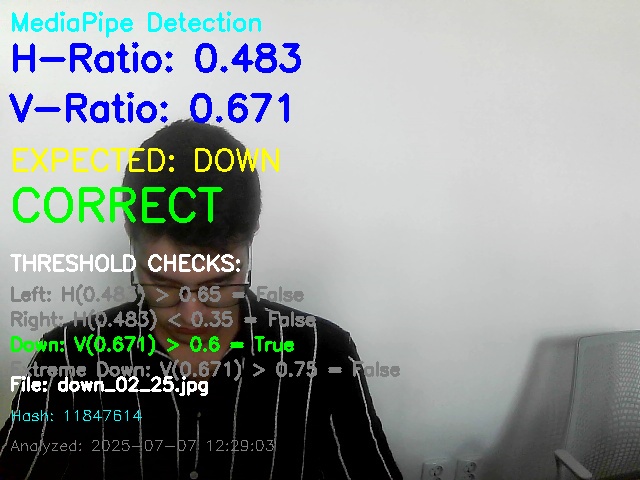 MediaPipe Detection
H-Ratio: 0.483
V-Ratio: 0.671
EXPECTED: DOWN
CORRECT
THRESHOLD CHECKS:
Left: H(0.483) > 0.65 = False
Right: H(0.483) < 0.35 = False
Down: V(0.671) > 0.6 = True
Extreme Down: V(0.671) > 0.75 = False
File: down_02_25.jpg
Hash: 11847614
Analyzed: 2025-07-07 12:29:03